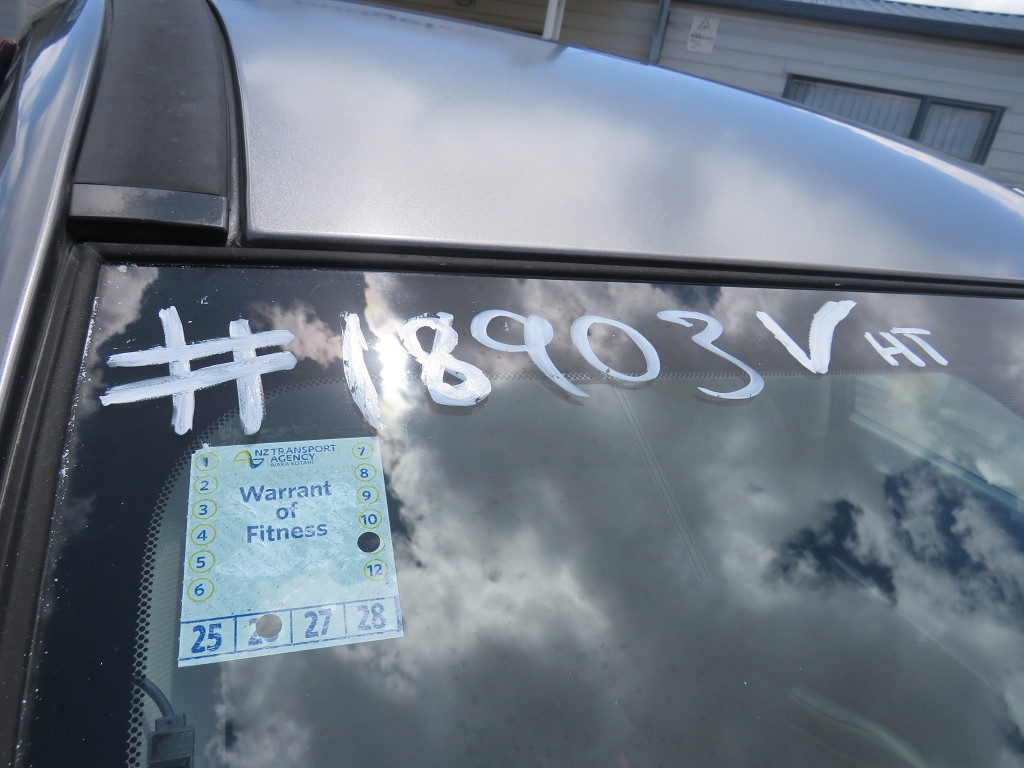 #18903V HT
NZ TRANSPORT
AGENCY
WAKA KOTAHI
Warrant
of
Fitness
1
2
3
4
5
6
7
8
9
10
12
25 27 28